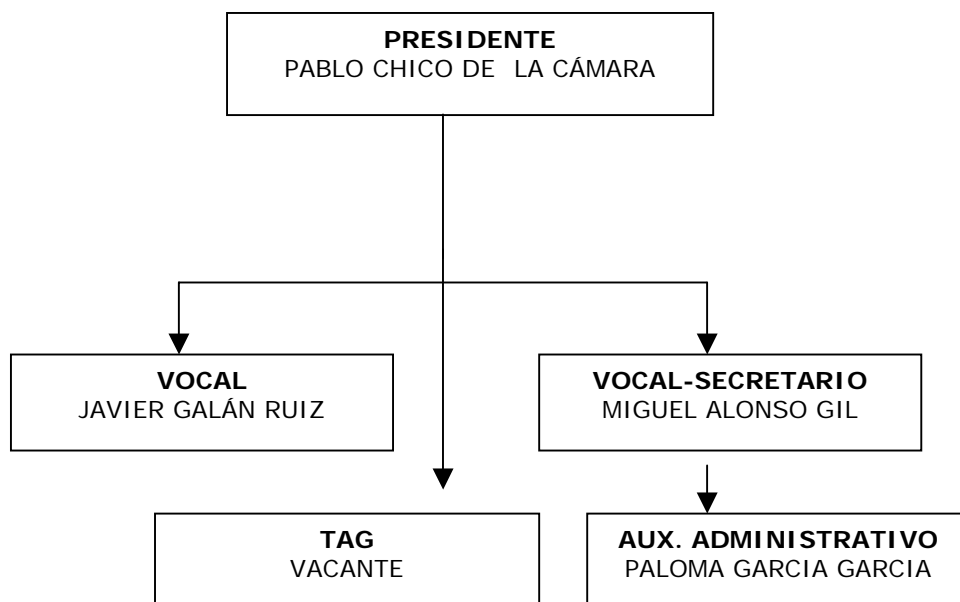 PRESIDENTE
PABLO CHICO DE LA CÁMARA
VOCAL
JAVIER GALÁN RUIZ
VOCAL-SECRETARIO
MIGUEL ALONSO GIL
TAG
VACANTE
AUX. ADMINISTRATIVO
PALOMA GARCIA GARCIA